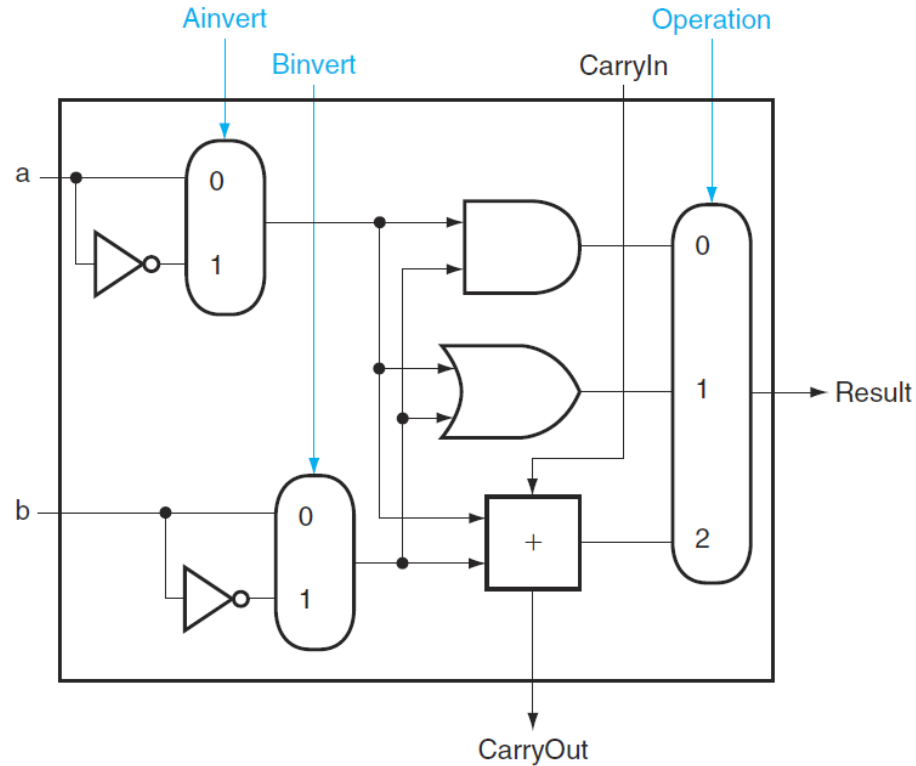 Ainvert
Operation
Binvert
CarryIn
a
0
1
0
1
Result
b
0
1
+
2
CarryOut